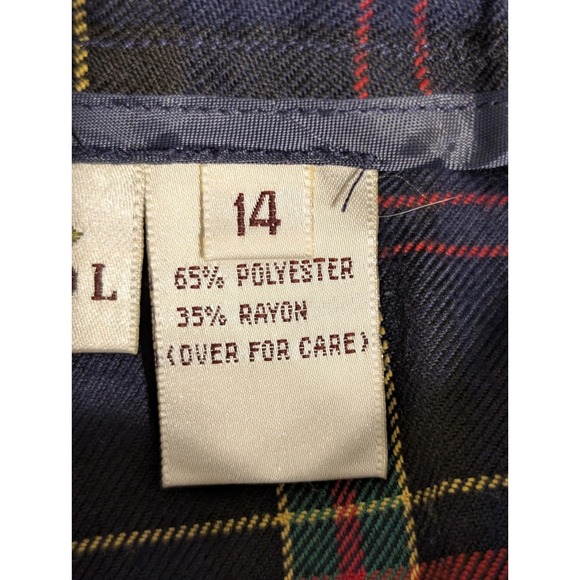 L
14
65% POLYESTER
35% RAYON
(OVER FOR CARE)